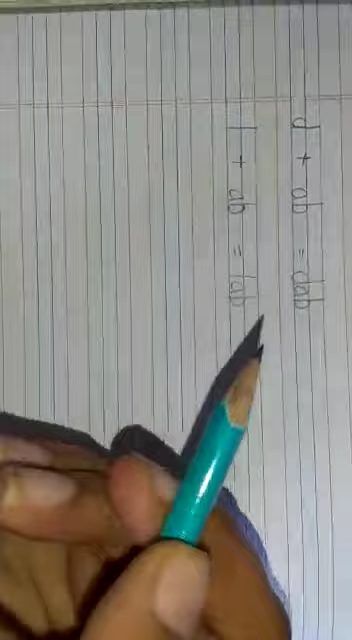 d + ab = dab
l + ab = lab